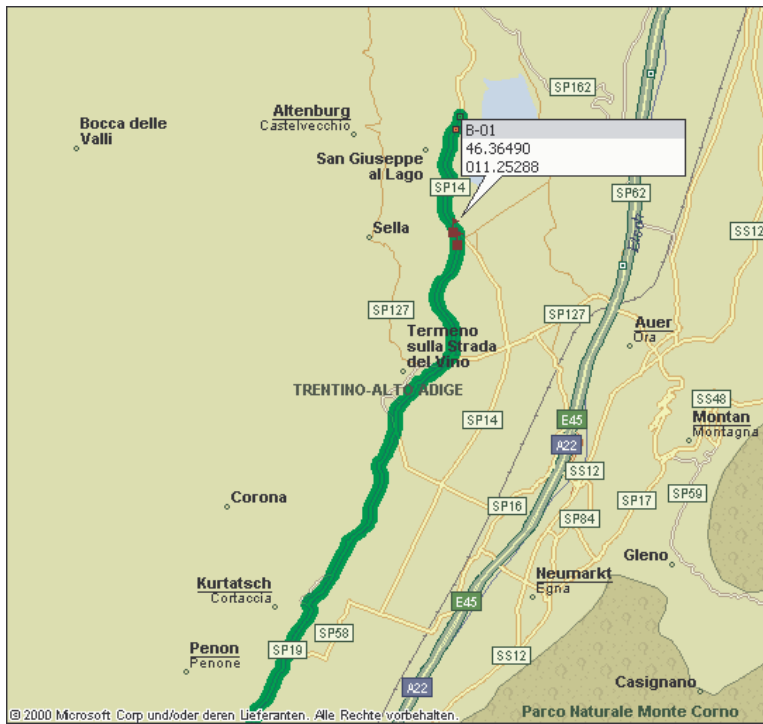 SP162
Bocca delle
Valli
Altenburg
Castelvecchio
B-01
46.36490
011.25288
San Giuseppe
al Lago
SP14
SP62
Etsch
SS12
Sella
SP127
SP127
Auer
Ora
Termeno
sulla Strada
del Vino
TRENTINO-ALTO ADIGE
SS48
SP14
E45
Montan
Montagna
A22
SS12
Corona
SP16
SP17
SP59
SP84
Gleno
Kurtatsch
Cortaccia
Neumarkt
Egna
E45
SP58
SP19
Penon
Penone
SS12
A22
Casignano
Parco Naturale Monte Corno
© 2000 Microsoft Corp und/oder deren Lieferanten. Alle Rechte vorbehalten.